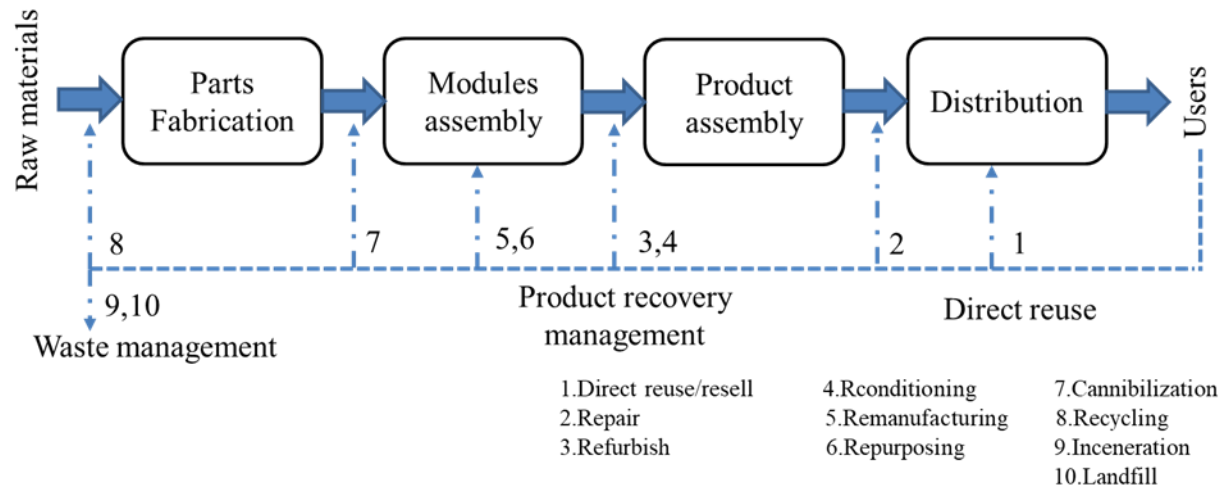 Raw materials
Parts
Fabrication
Modules
assembly
Product
assembly
Distribution
Users
8
7
5,6
3,4
2
1
9,10
Waste management
Product recovery
management
Direct reuse
1.Direct reuse/resell
2.Repair
3.Refurbish
4.Rconditioning
5.Remanufacturing
6.Repurposing
7.Cannibilization
8.Recycling
9.Inceneration
10.Landfill